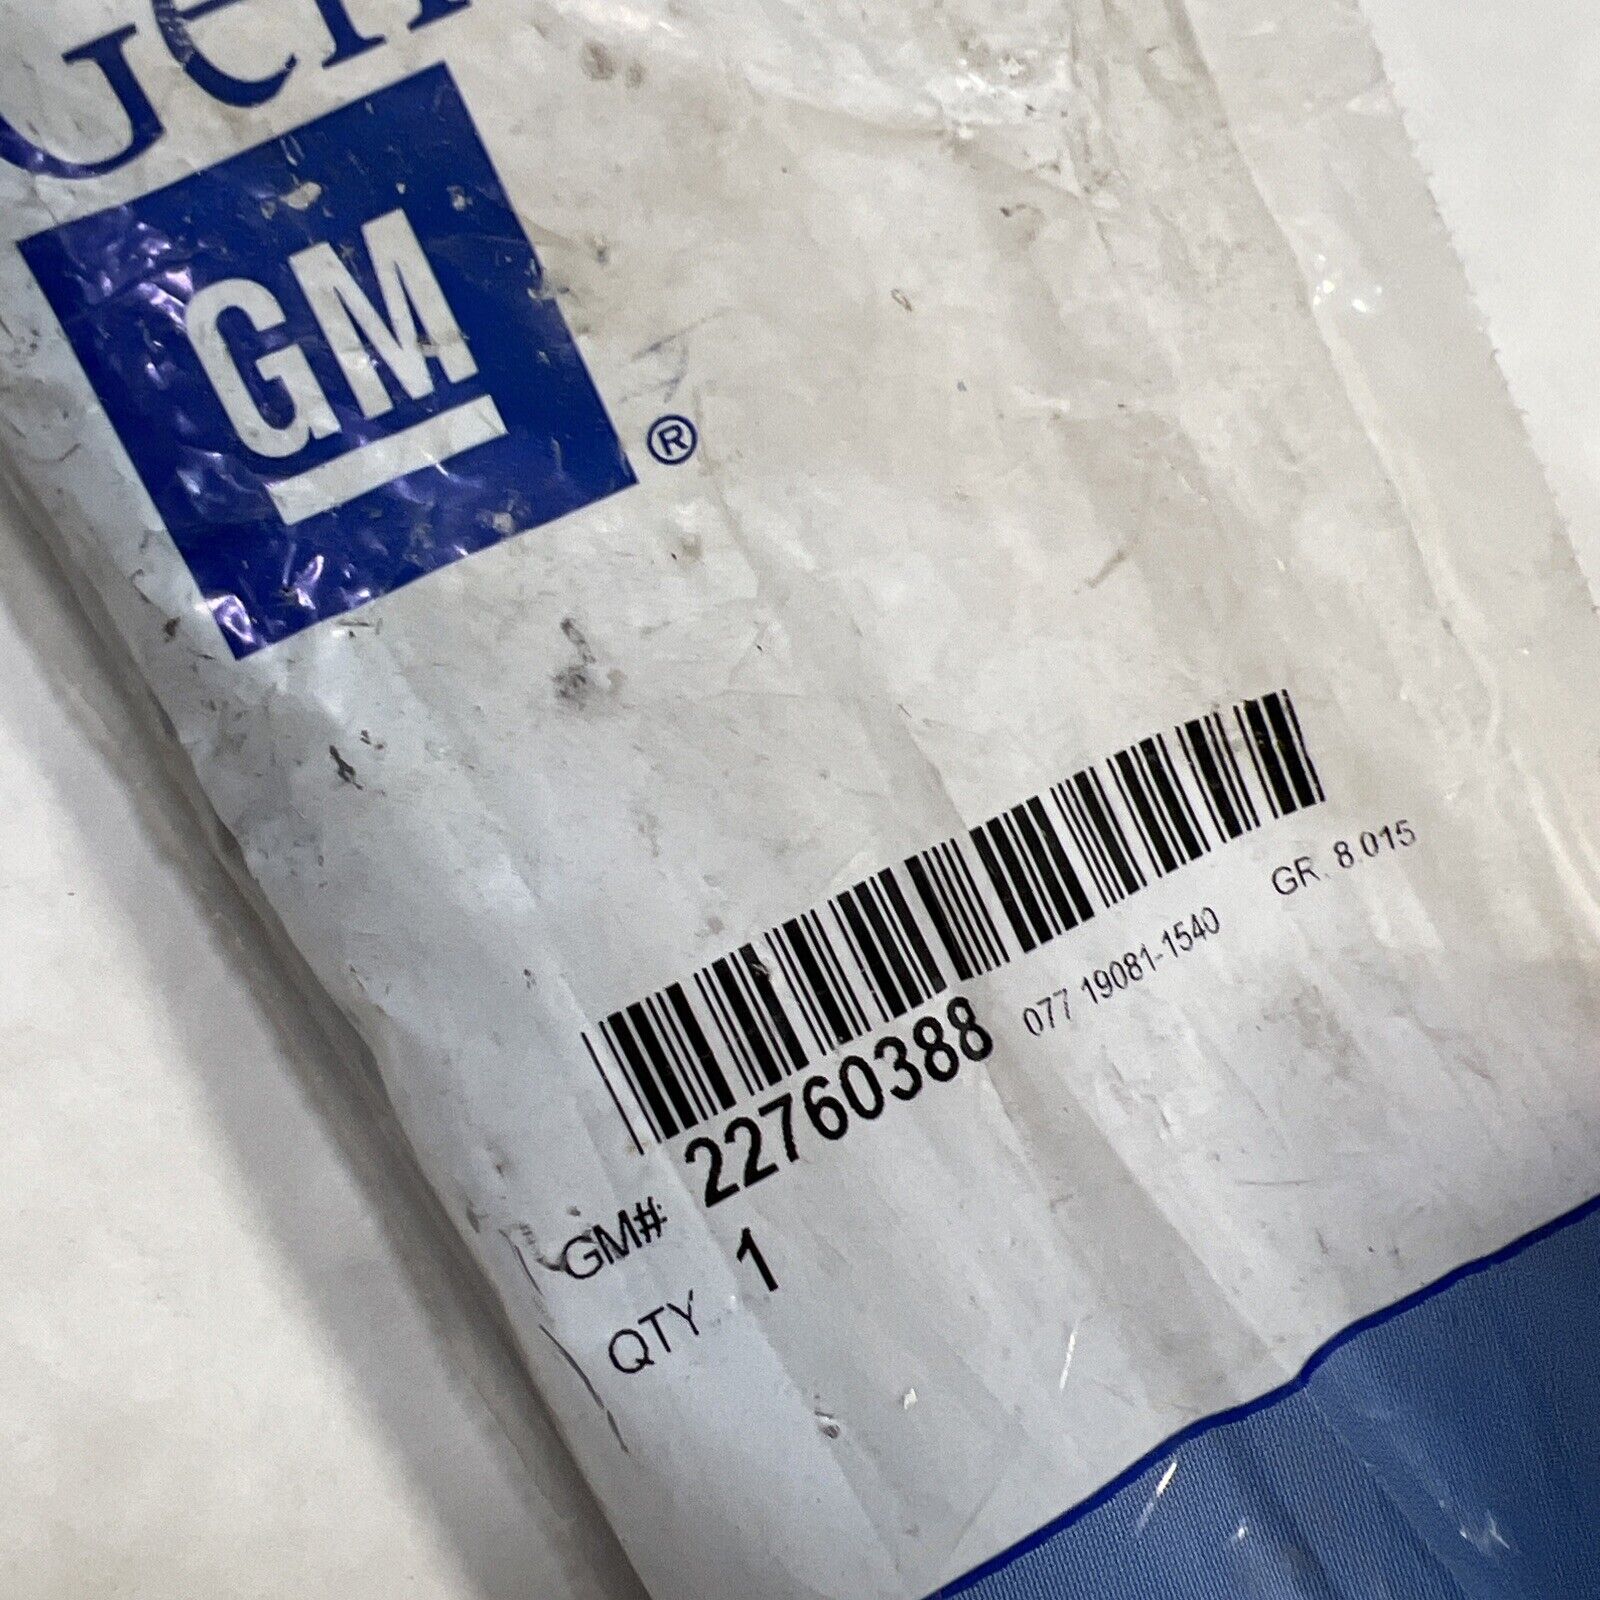 GM
®
GR. 8.015
077 19081-1540
GM# 22760388
QTY 1